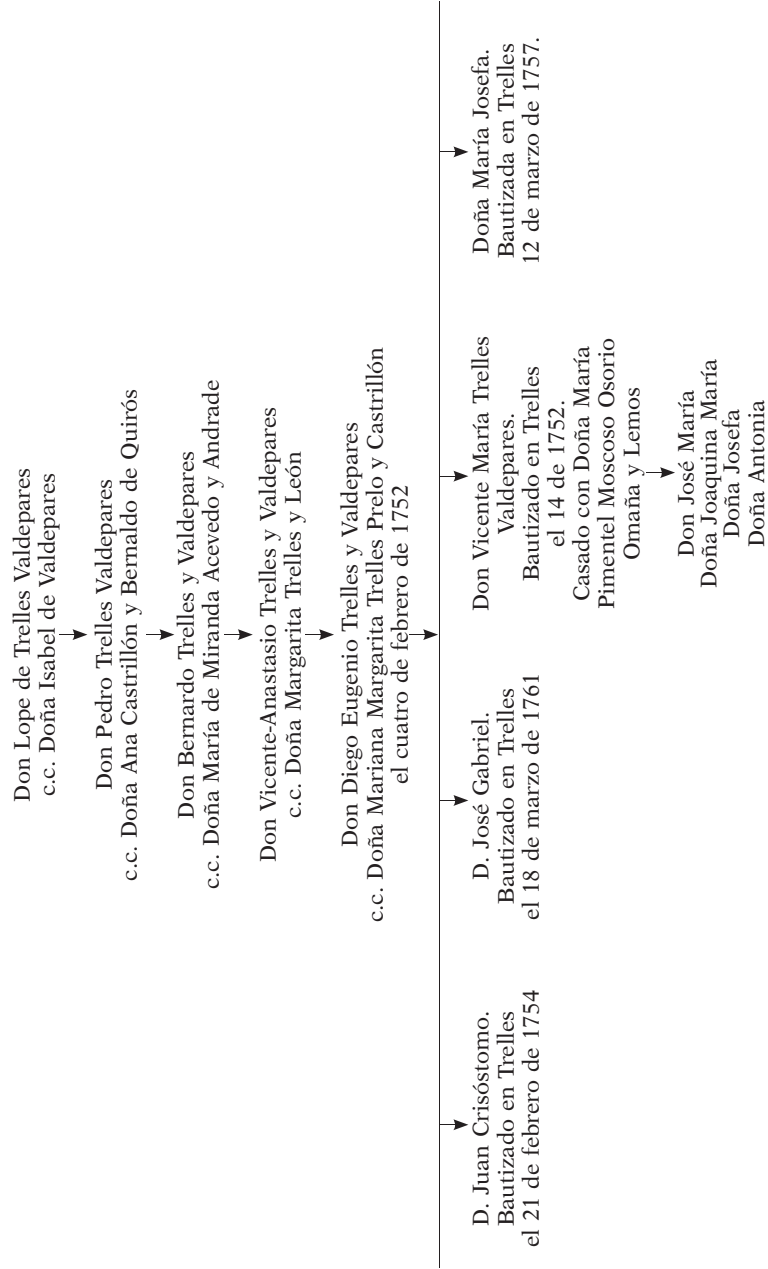 Don Lope de Trelles Valdepares
c.c. Doña Isabel de Valdepares
Don Pedro Trelles Valdepares
c.c. Doña Ana Castrillón y Bernaldo de Quirós
Don Bernardo Trelles y Valdepares
c.c. Doña María de Miranda Acevedo y Andrade
Don Vicente-Anastasio Trelles y Valdepares
c.c. Doña Margarita Trelles y León
Don Diego Eugenio Trelles y Valdepares
c.c. Doña Mariana Margarita Trelles Prelo y Castrillón
el cuatro de febrero de 1752
D. Juan Crisóstomo.
Bautizado en Trelles
el 21 de febrero de 1754
D. José Gabriel.
Bautizado en Trelles
el 18 de marzo de 1761
Don Vicente María Trelles
Valdepares.
Bautizado en Trelles
el 14 de 1752.
Casado con Doña María
Pimentel Moscoso Osorio
Omaña y Lemos
Don José María
Doña Joaquina María
Doña Josefa
Doña Antonia
Doña María Josefa.
Bautizada en Trelles
12 de marzo de 1757.